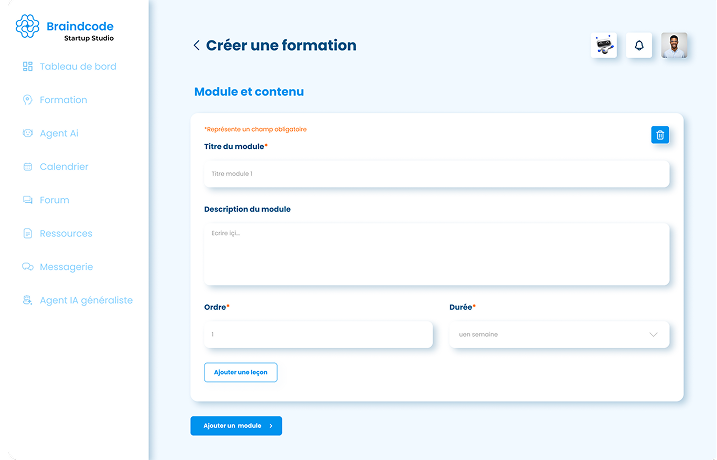 Braindcode
Startup Studio
Tableau de bord
Formation
Agent Ai
Calendrier
Forum
Ressources
Messagerie
Agent IA généraliste
Créer une formation
Module et contenu
*Représente un champ obligatoire
Titre du module*
Titre module 1
Description du module
Ecrire içi...
Ordre*
Durée*
1
uen semaine
Ajouter une leçon
Ajouter un module